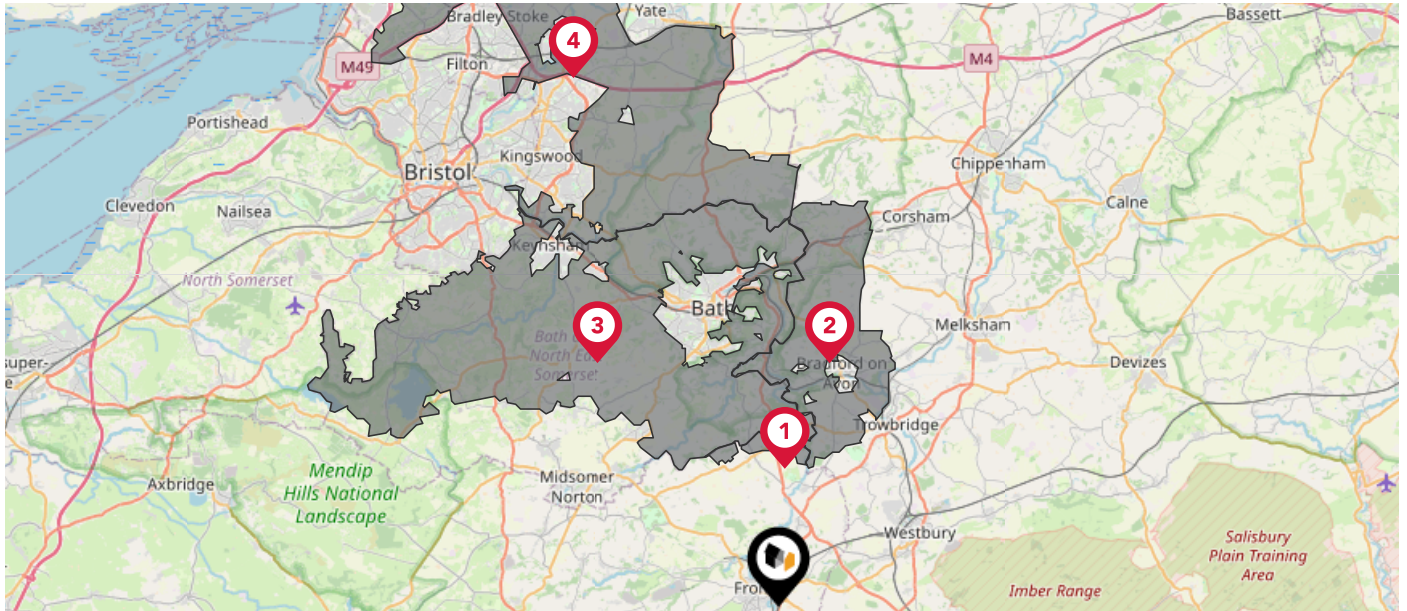 Bradley Stoke
Yate
Bassett
4
M49
Filton
M4
Portishead
Kingswood
Chippenham
Bristol
Clevedon
Nailsea
Calne
Corsham
Keynsham
North Somerset
Bath
3
2
Melksham
Bath
North East
Somerset
Bradford on
Avon
super-
e
Devizes
1
Trowbridge
Mendip
Hills National
Landscape
Axbridge
Midsomer
Norton
Westbury
Salisbury
Plain Training
Area
Imber Range